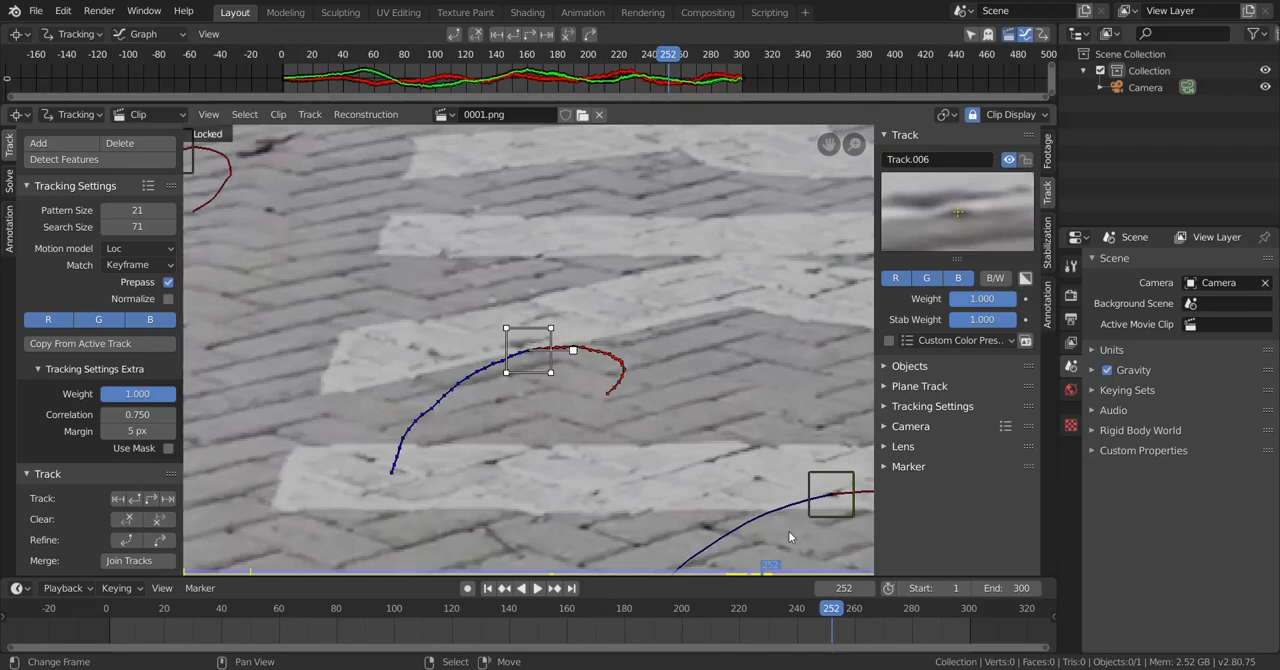 File Edit Render Window Help Layout Modeling Sculpting UV Editing Texture Paint Shading Animation Rendering Compositing Scripting + Scene View Layer
Tracking Graph View
-160 -140 -120 -100 -80 -60 -40 -20 0 20 40 60 80 100 120 140 160 180 200 220 240 252 280 300 320 340 360 380 400 420 440 460 480 500
0
Tracking Clip View Select Clip Track Reconstruction 0001.png Clip Display
Locked
Track
Solve
Annotation
Add Delete
Detect Features
Tracking Settings
Pattern Size 21
Search Size 71
Motion model Loc
Match Keyframe
Prepass
Normalize
R G B
Copy From Active Track
Tracking Settings Extra
Weight 1.000
Correlation 0.750
Margin 5 px
Use Mask
Track
Track:
Clear:
Refine:
Merge: Join Tracks
252
Track
Track.006
R G B B/W
Weight 1.000
Stab Weight 1.000
Custom Color Pres...
Objects
Plane Track
Tracking Settings
Camera
Lens
Marker
Footage
Track
Stabilization
Annotation
Scene Collection
Collection
Camera
Scene View Layer
Scene
Camera Camera
Background Scene
Active Movie Clip
Units
Gravity
Keying Sets
Audio
Rigid Body World
Custom Properties
Playback Keying View Marker 252 Start: 1 End: 300
-20 0 20 40 60 80 100 120 140 160 180 200 220 240 252 260 280 300 320
Change Frame Pan View Select Move Collection | Verts:0 | Faces:0 | Tris:0 | Objects:0/1 | Mem: 2.52 GB | v2.80.75